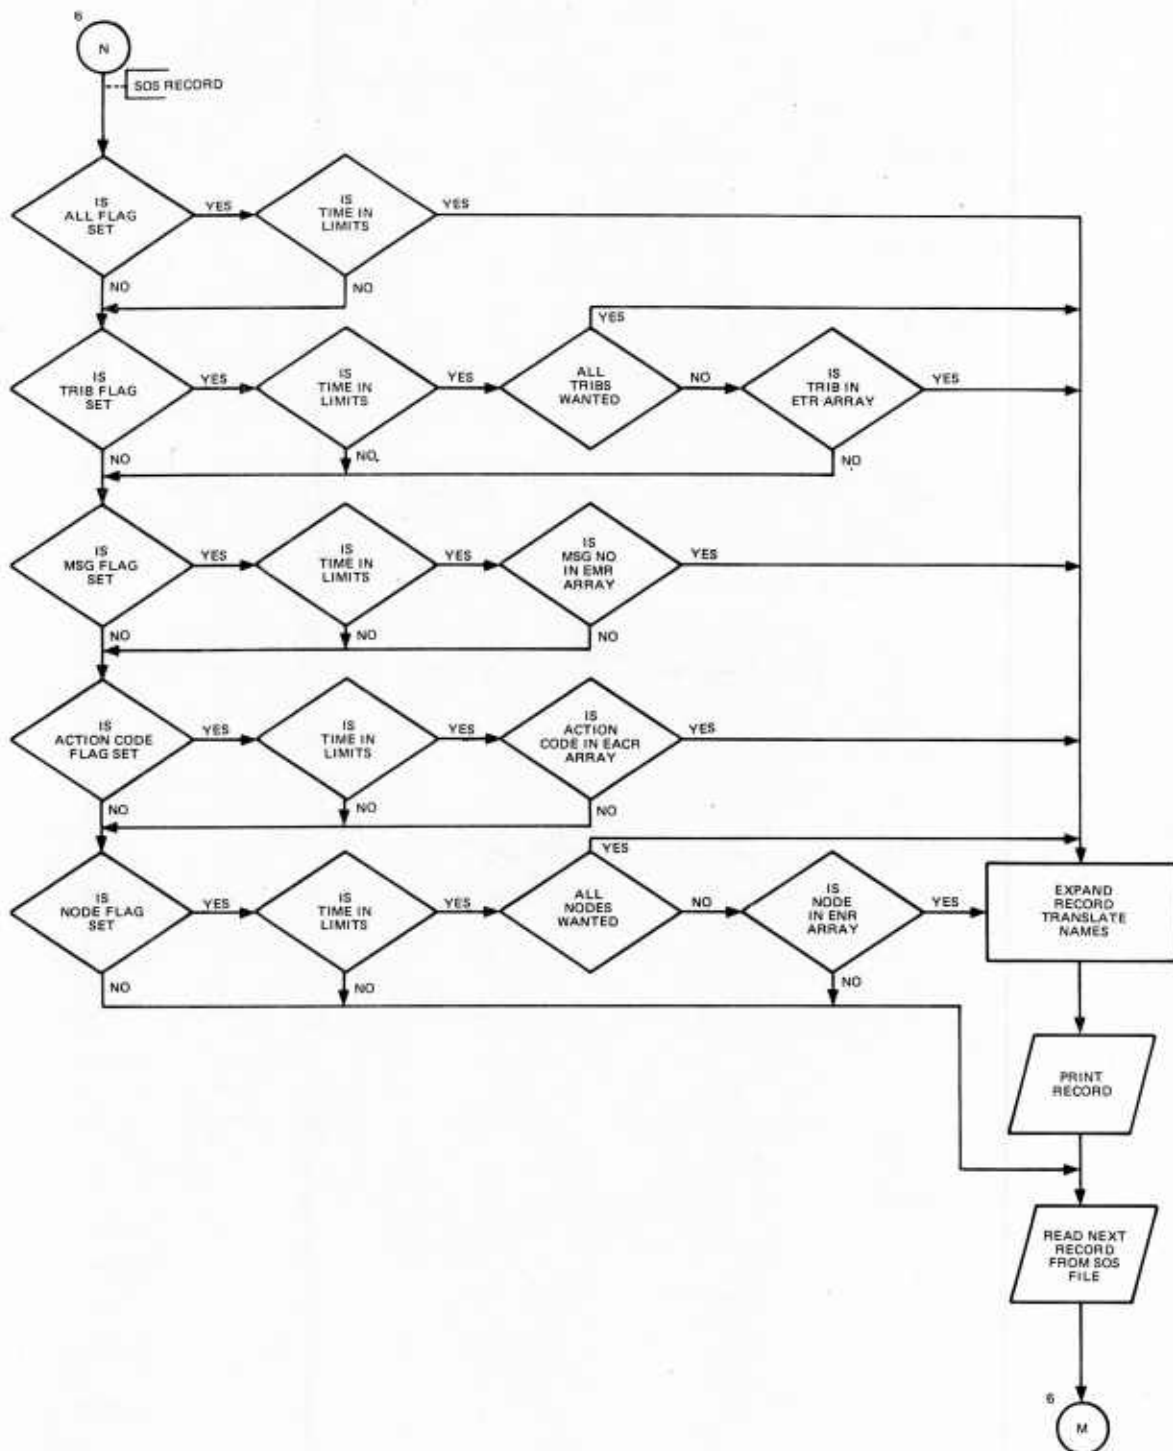 6
N
SOS RECORD
IS
ALL FLAG
SET
YES
IS
TIME IN
LIMITS
YES
NO
NO
YES
IS
TRIB FLAG
SET
YES
IS
TIME IN
LIMITS
YES
ALL
TRIBS
WANTED
NO
IS
TRIB IN
ETR ARRAY
YES
NO
NO
NO
IS
MSG FLAG
SET
YES
IS
TIME IN
LIMITS
YES
IS
MSG NO
IN EMR
ARRAY
YES
NO
NO
NO
IS
ACTION CODE
FLAG SET
YES
IS
TIME IN
LIMITS
YES
IS
ACTION
CODE IN EACR
ARRAY
YES
NO
NO
NO
YES
IS
NODE FLAG
SET
YES
IS
TIME IN
LIMITS
YES
ALL
NODES
WANTED
NO
IS
NODE
IN ENR
ARRAY
YES
EXPAND
RECORD
TRANSLATE
NAMES
NO
NO
NO
PRINT
RECORD
READ NEXT
RECORD
FROM SOS
FILE
6
M